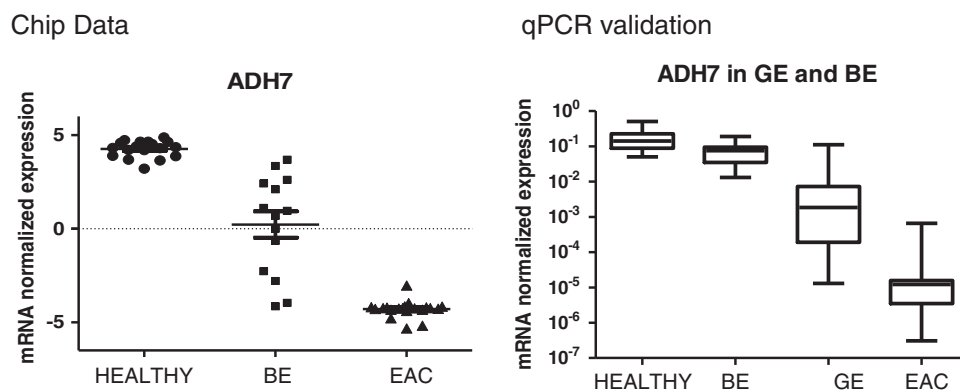 Chip Data
qPCR validation
ADH7
mRNA normalized expression
5
0
-5
HEALTHY BE EAC
ADH7 in GE and BE
mRNA normalized expression
10⁰
10⁻¹
10⁻²
10⁻³
10⁻⁴
10⁻⁵
10⁻⁶
10⁻⁷
HEALTHY BE GE EAC